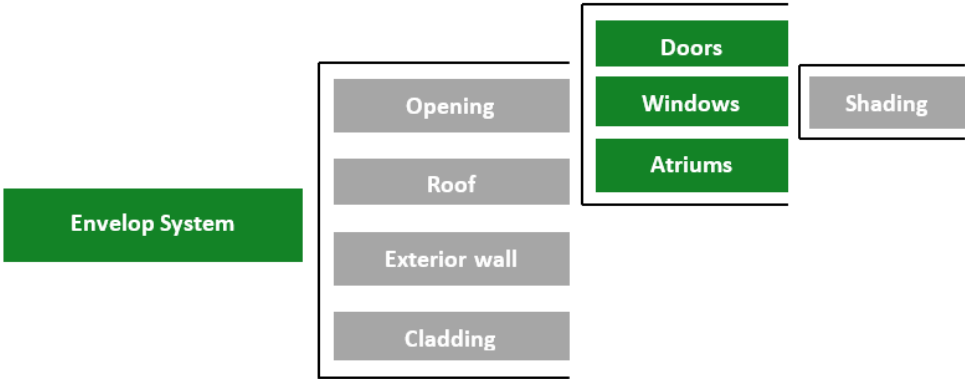 Envelop System
Opening
Roof
Exterior wall
Cladding
Doors
Windows
Atriums
Shading